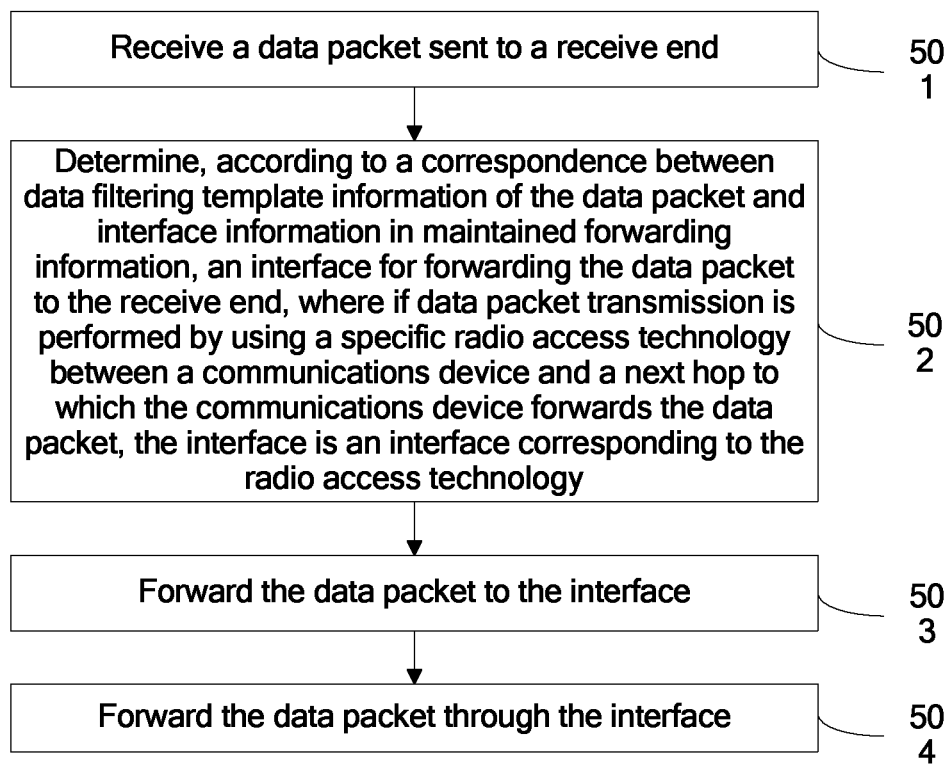 Receive a data packet sent to a receive end
50
1
Determine, according to a correspondence between
data filtering template information of the data packet and
interface information in maintained forwarding
information, an interface for forwarding the data packet
to the receive end, where if data packet transmission is
performed by using a specific radio access technology
between a communications device and a next hop to
which the communications device forwards the data
packet, the interface is an interface corresponding to the
radio access technology
50
2
Forward the data packet to the interface
50
3
Forward the data packet through the interface
50
4